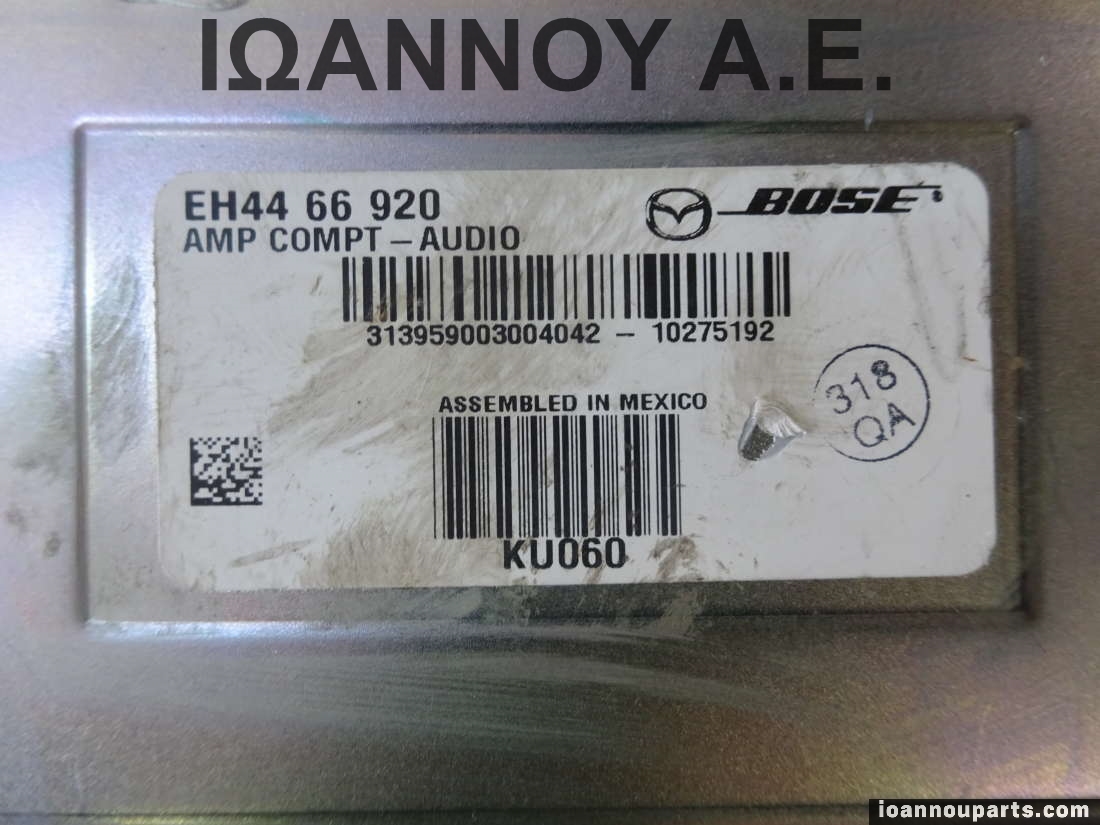 ΙΩΑΝΝΟΥ Α.Ε.
EH44 66 920
BOSE
AMP COMPT – AUDIO
313959003004042 – 10275192
318
QA
ASSEMBLED IN MEXICO
KU060
ioannouparts.com